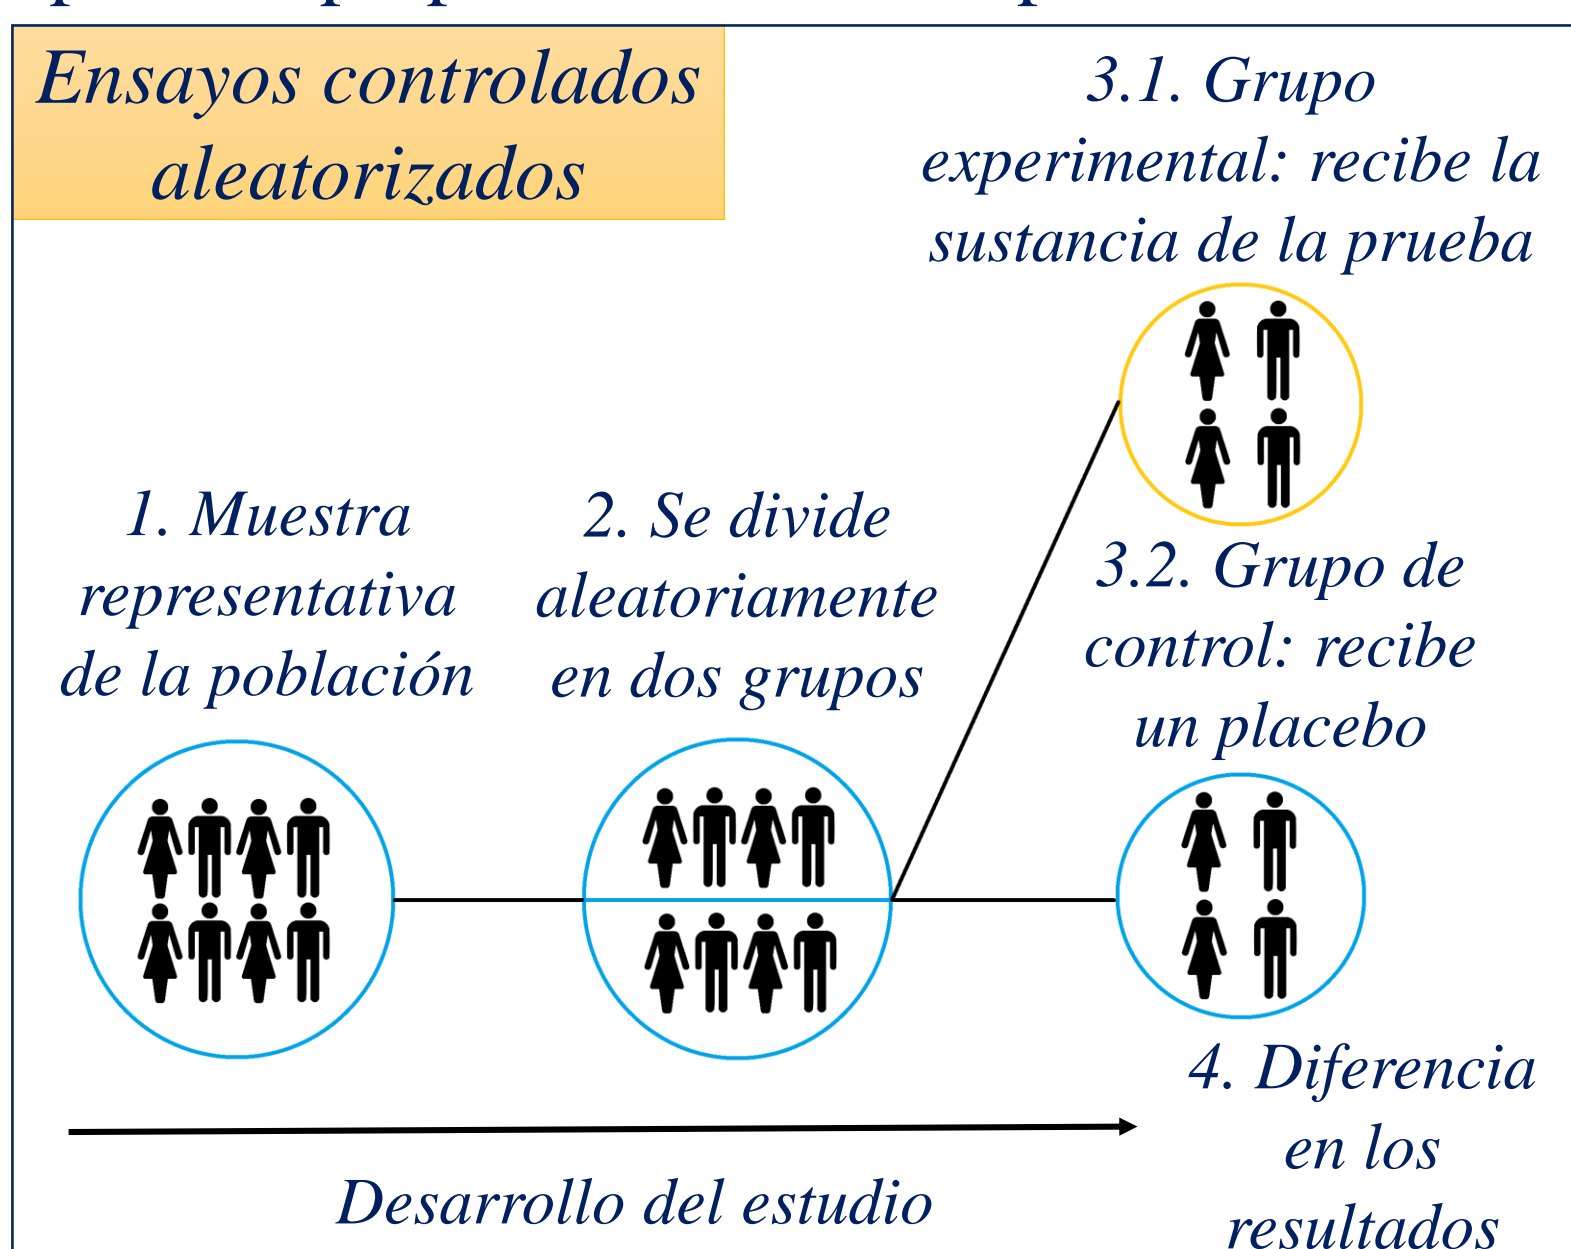 Ensayos controlados
aleatorizados
3.1. Grupo
experimental: recibe la
sustancia de la prueba
1. Muestra
representativa
de la población
2. Se divide
aleatoriamente
en dos grupos
3.2. Grupo de
control: recibe
un placebo
4. Diferencia
en los
resultados
Desarrollo del estudio